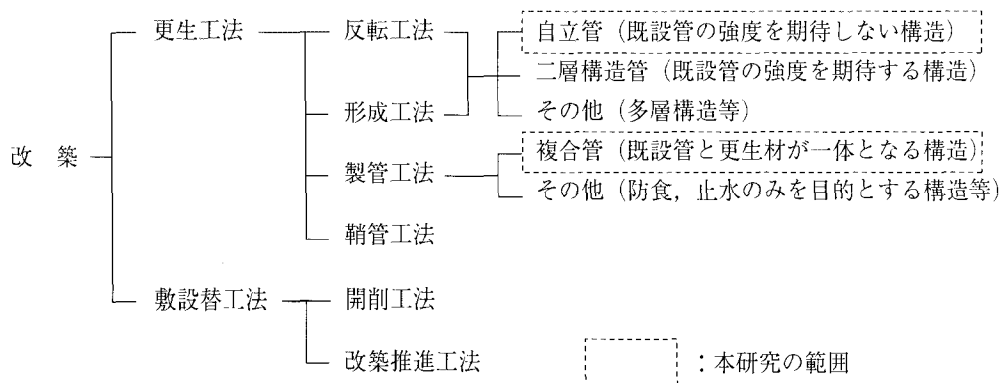 更生工法
反転工法
自立管（既設管の強度を期待しない構造）
二層構造管（既設管の強度を期待する構造）
形成工法
その他（多層構造等）
改 築
複合管（既設管と更生材が一体となる構造）
製管工法
その他（防食，止水のみを目的とする構造等）
鞘管工法
敷設替工法
開削工法
改築推進工法
：本研究の範囲